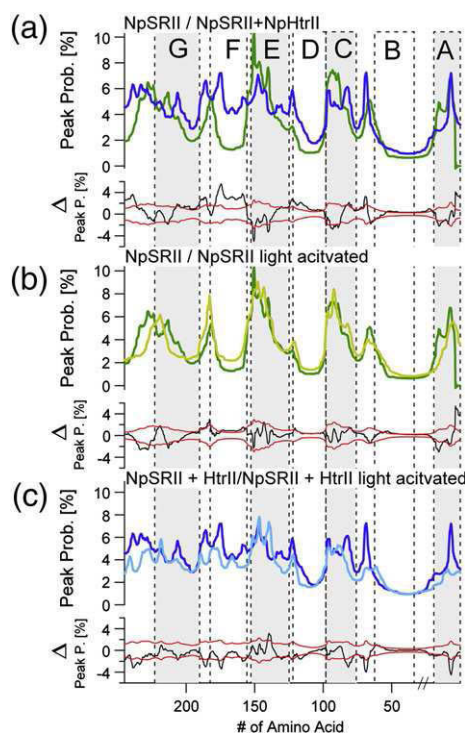 (a) NpSRII / NpSRII+NpHtrII
G F E D C B A
10
8
6
4
2
0
Peak Prob. [%]
4
2
0
-2
-4
Δ
Peak P. [%]
(b) NpSRII / NpSRII light acitvated
10
8
6
4
2
0
Peak Prob. [%]
4
2
0
-2
-4
Δ
Peak P. [%]
(c) NpSRII + HtrII/NpSRII + HtrII light acitvated
10
8
6
4
2
0
Peak Prob. [%]
4
2
0
-2
-4
Δ
Peak P. [%]
200 150 100 50
# of Amino Acid